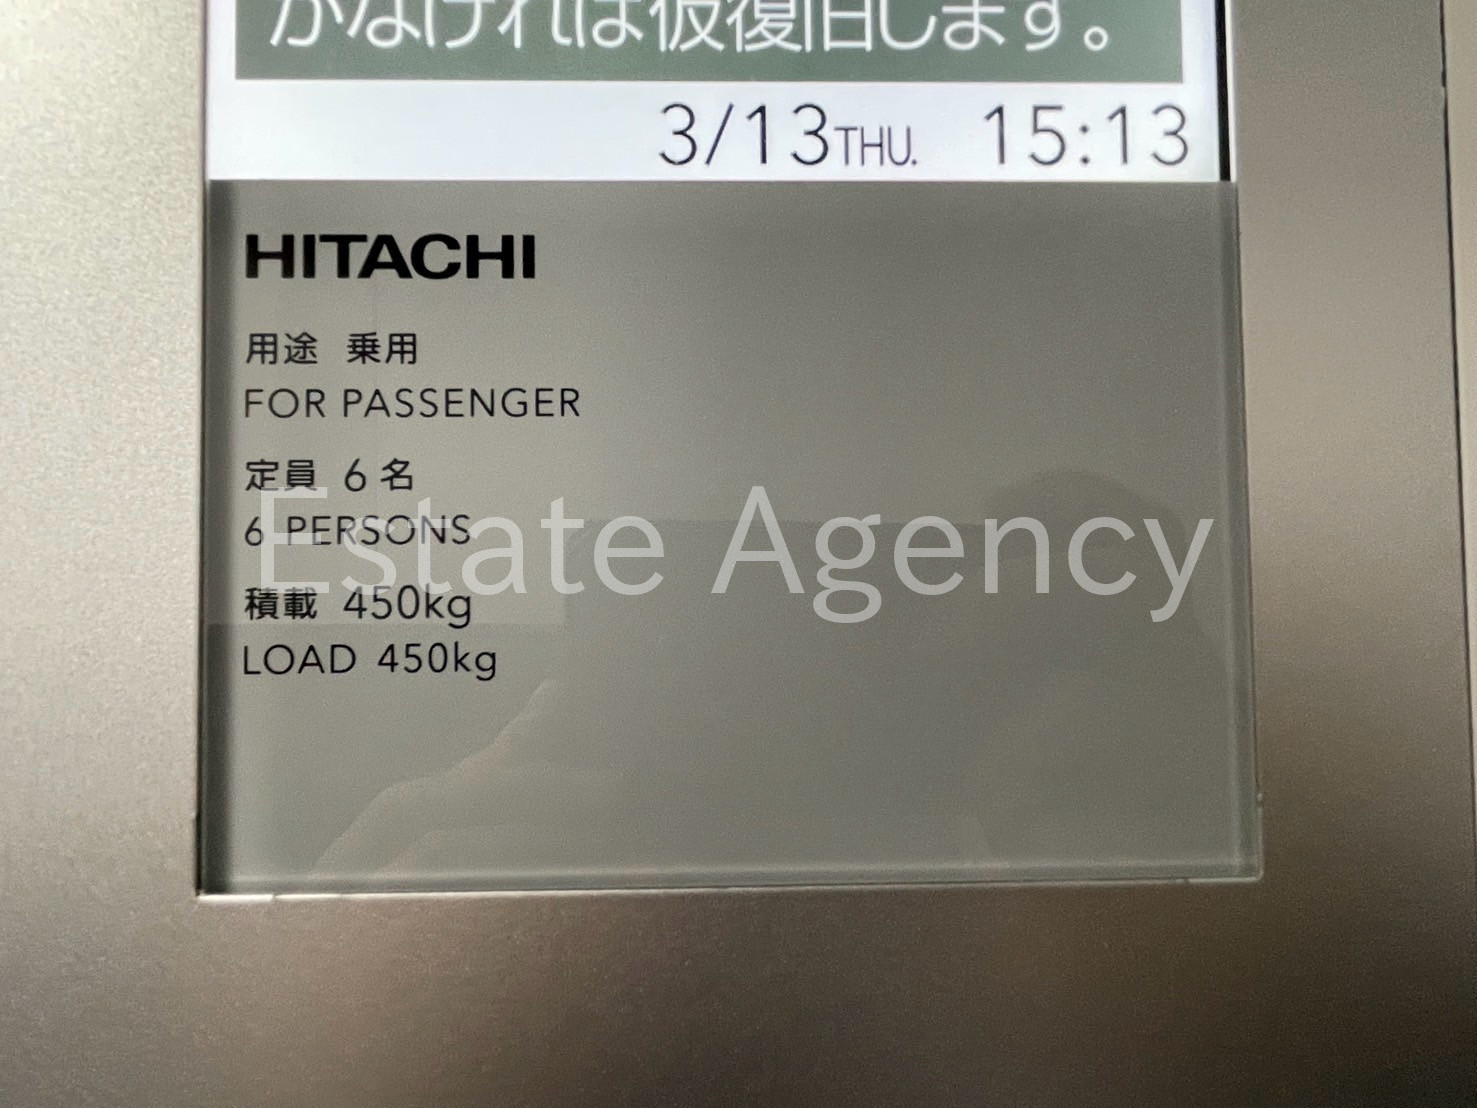 かなければ仮復旧します。
3/13THU. 15:13
HITACHI
用途 乗用
FOR PASSENGER
定員 6名
6 PERSONS
Estate Agency
積載 450kg
LOAD 450kg